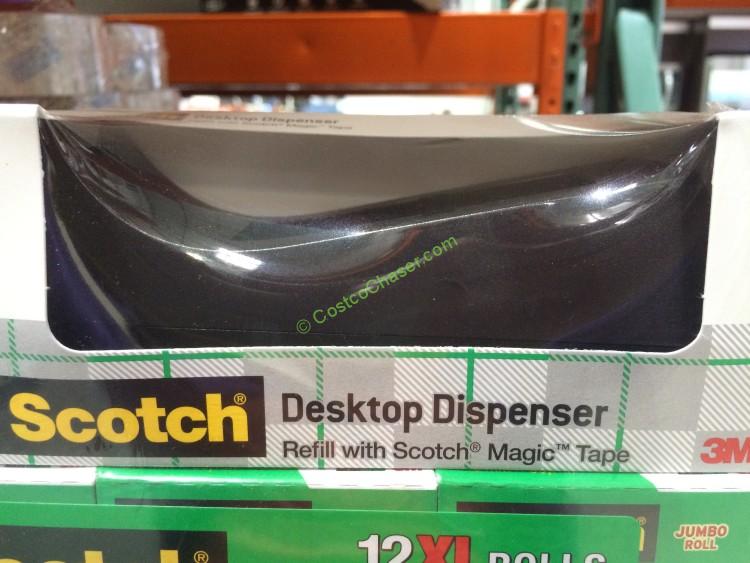 Desktop Dispenser
© CostcoChaser.com
Scotch®
Desktop Dispenser
Refill with Scotch® Magic™ Tape
3M
12 XL ROLLS
JUMBO
ROLL